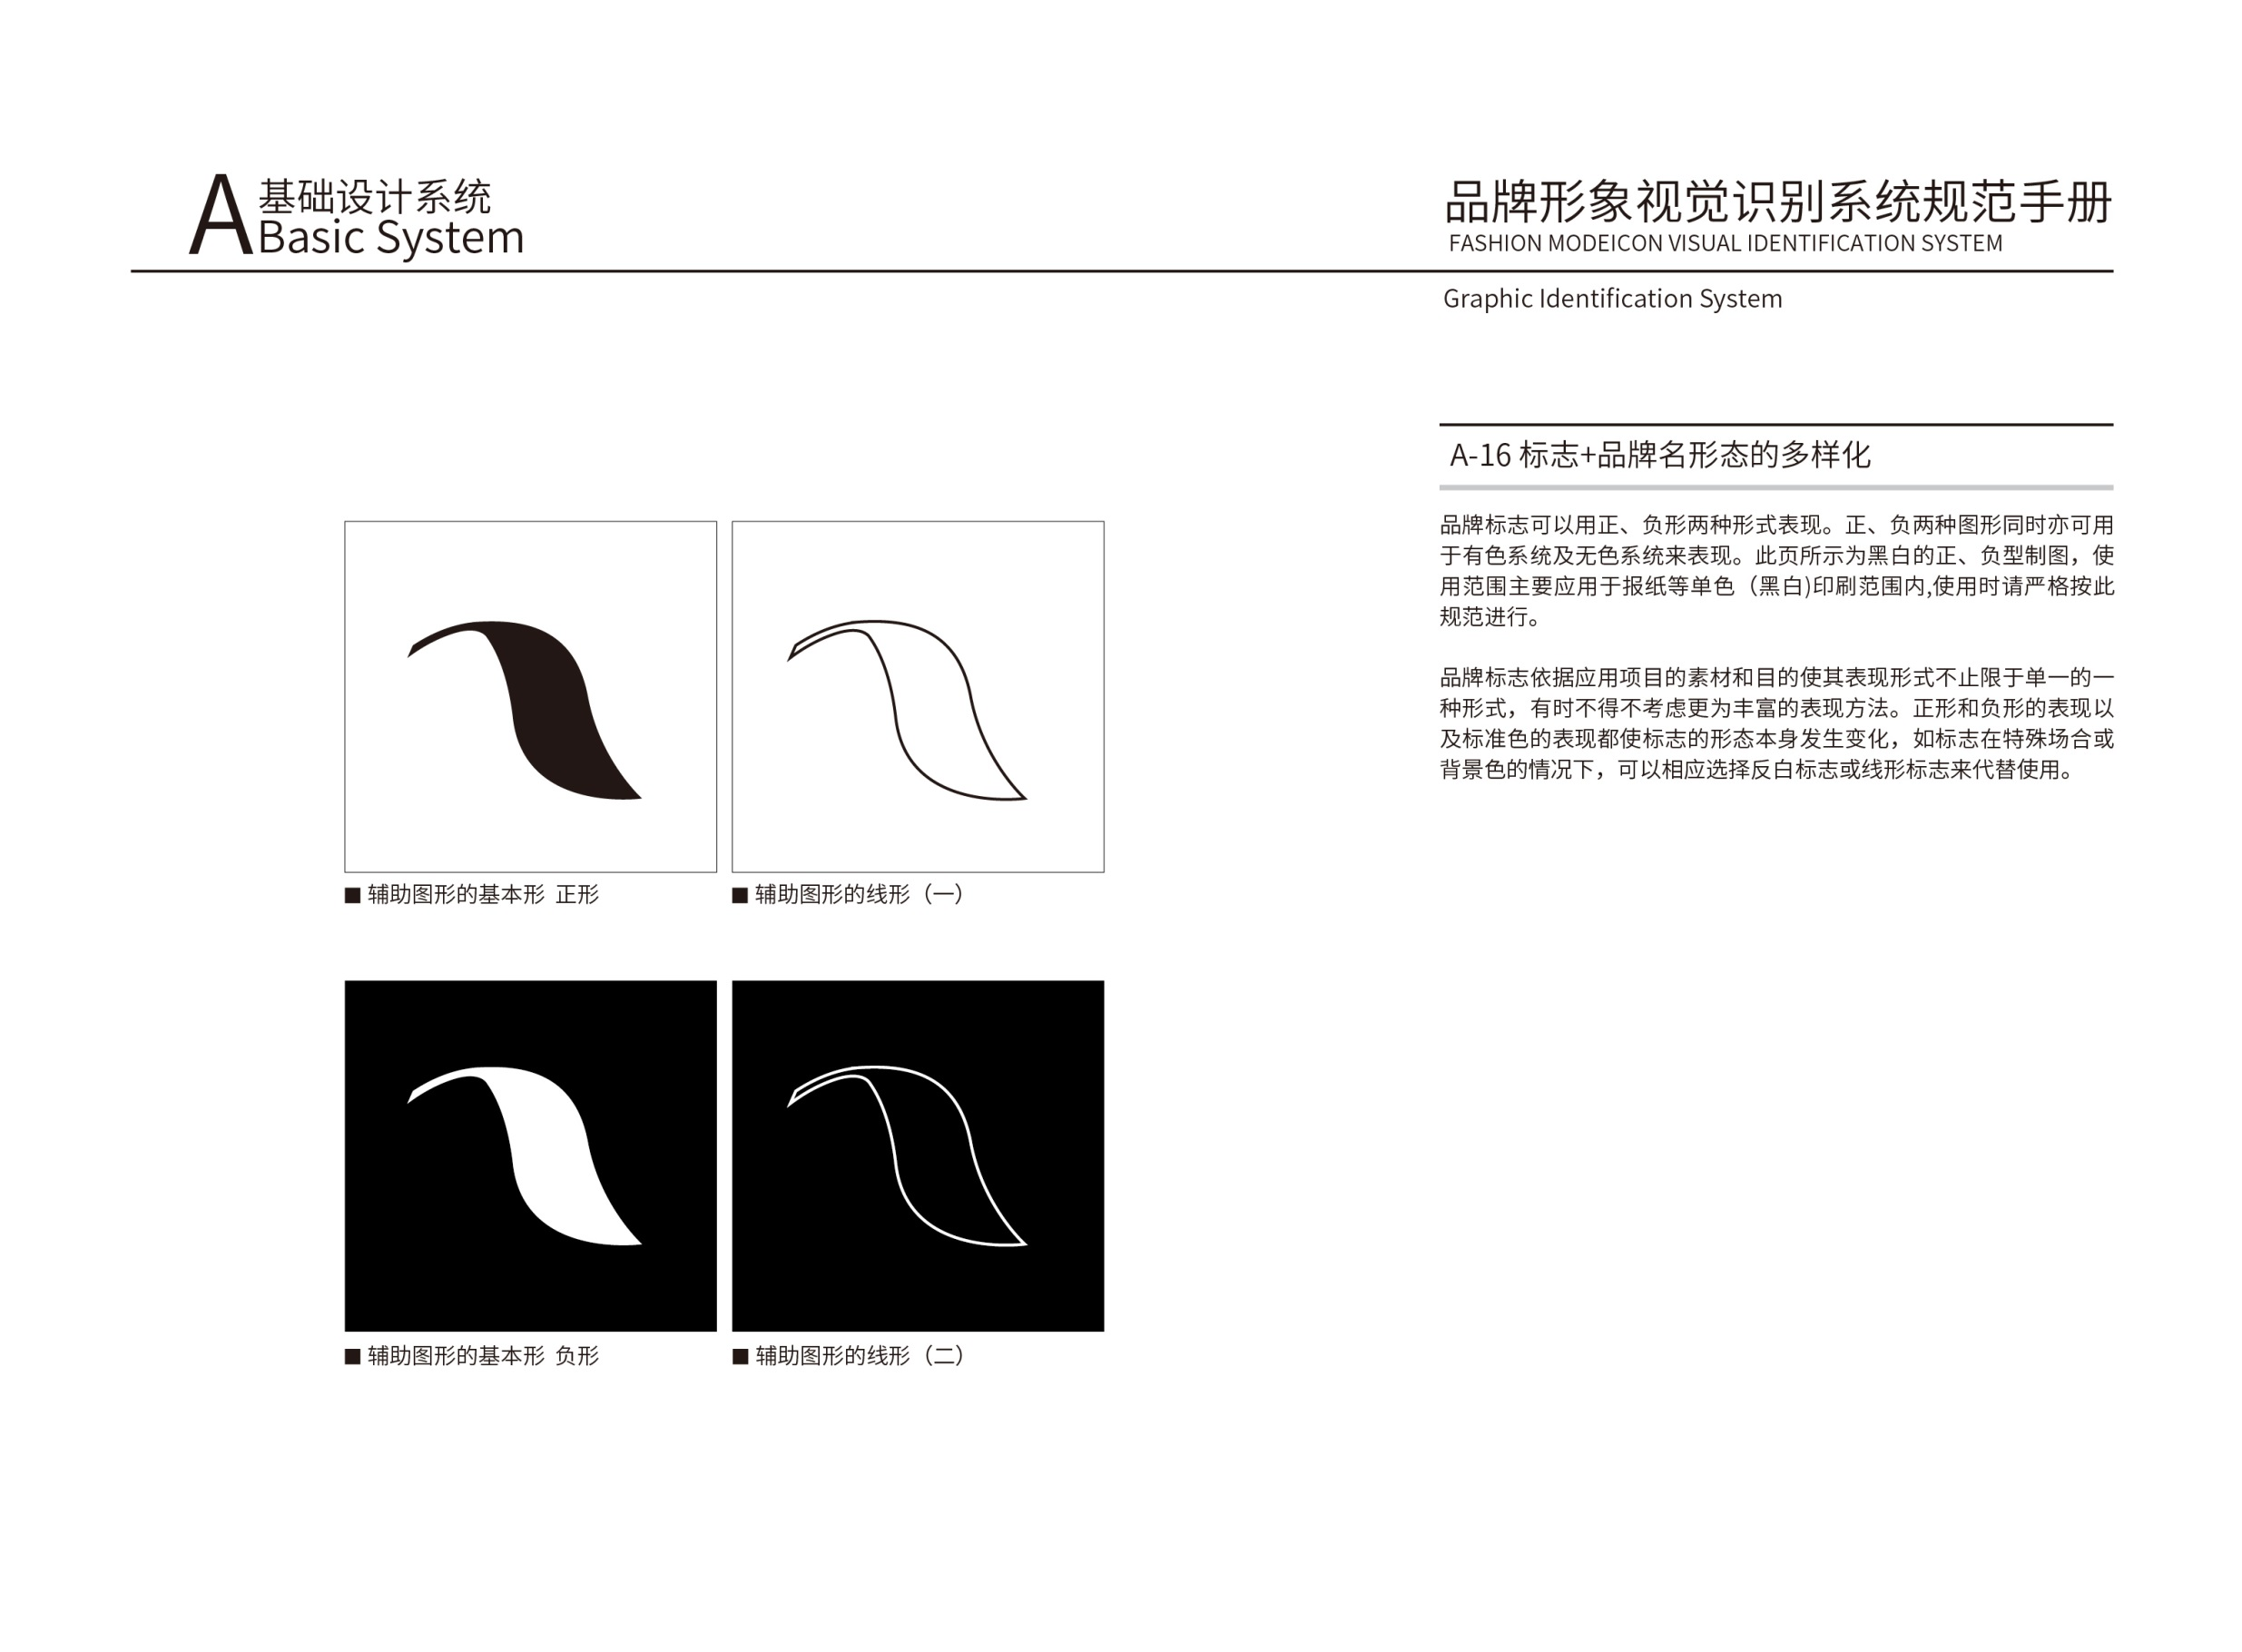 A
基础设计系统
Basic System
品牌形象视觉识别系统规范手册
FASHION MODEICON VISUAL IDENTIFICATION SYSTEM
Graphic Identification System
A-16 标志+品牌名形态的多样化
品牌标志可以用正、负形两种形式表现。正、负两种图形同时亦可用
于有色系统及无色系统来表现。此页所示为黑白的正、负型制图，使
用范围主要应用于报纸等单色（黑白)印刷范围内,使用时请严格按此
规范进行。
品牌标志依据应用项目的素材和目的使其表现形式不止限于单一的一
种形式，有时不得不考虑更为丰富的表现方法。正形和负形的表现以
及标准色的表现都使标志的形态本身发生变化，如标志在特殊场合或
背景色的情况下，可以相应选择反白标志或线形标志来代替使用。
■ 辅助图形的基本形 正形
■ 辅助图形的线形（一）
■ 辅助图形的基本形 负形
■ 辅助图形的线形（二）